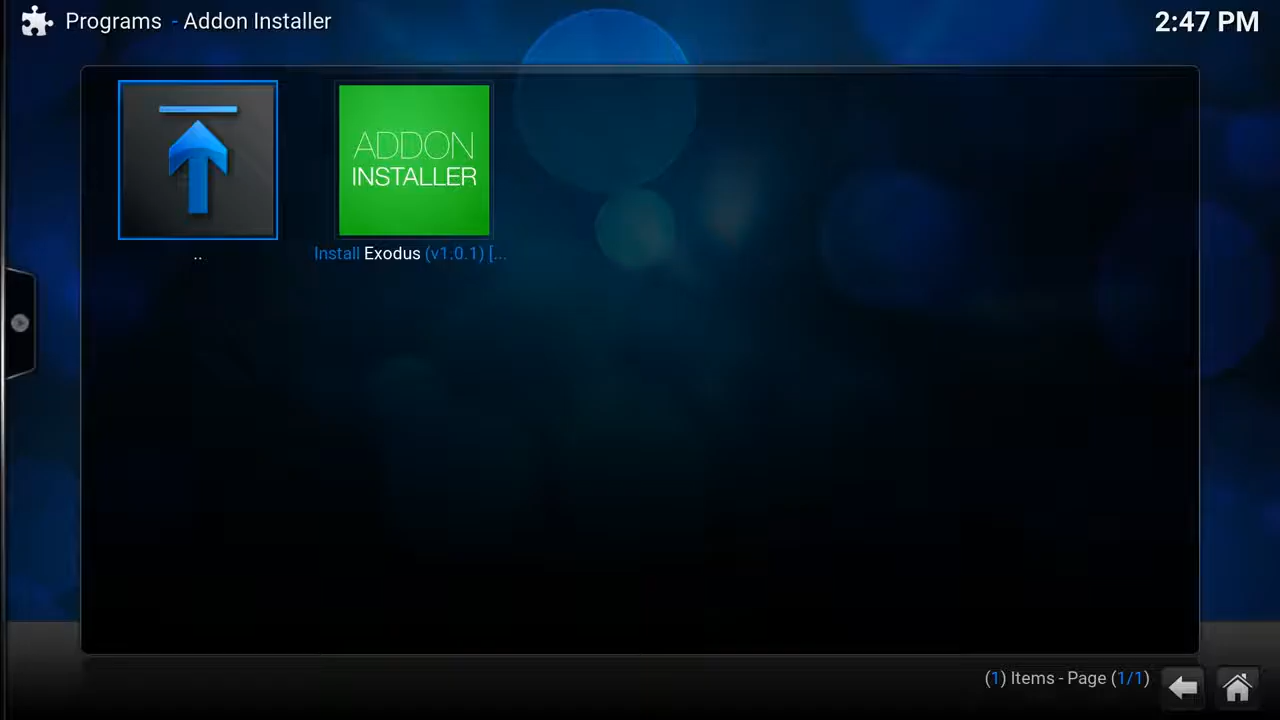 Programs - Addon Installer
2:47 PM
ADDON
INSTALLER
..
Install Exodus (v1.0.1) [...
(1) Items - Page (1/1)